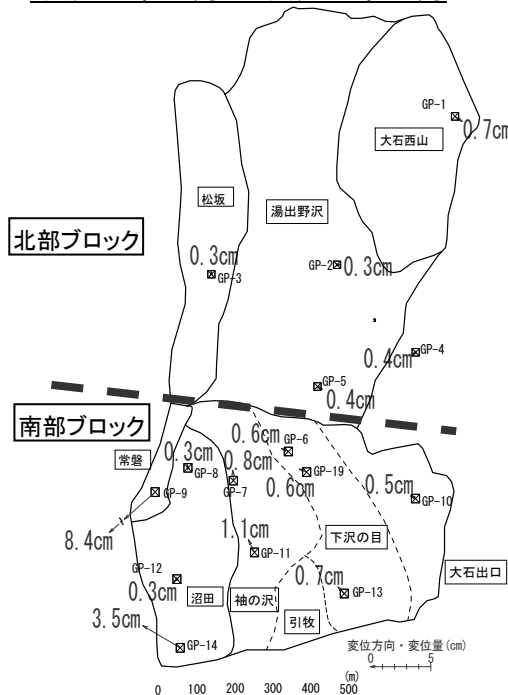 GP-1
0.7cm
大石西山
松坂
湯出野沢
北部ブロック
0.3cm
GP-2
0.3cm
GP-3
GP-4
0.4cm
GP-5
0.4cm
南部ブロック
常磐
0.3cm
GP-8
0.6cm
GP-6
0.8cm
GP-7
GP-19
0.6cm
GP-9
0.5cm
GP-10
8.4cm
1.1cm
GP-11
下沢の目
GP-12
0.3cm
沼田
袖の沢
0.7cm
GP-13
大石出口
3.5cm
引牧
GP-14
変位方向・変位量(cm)
0 5
(m)
0 100 200 300 400 500